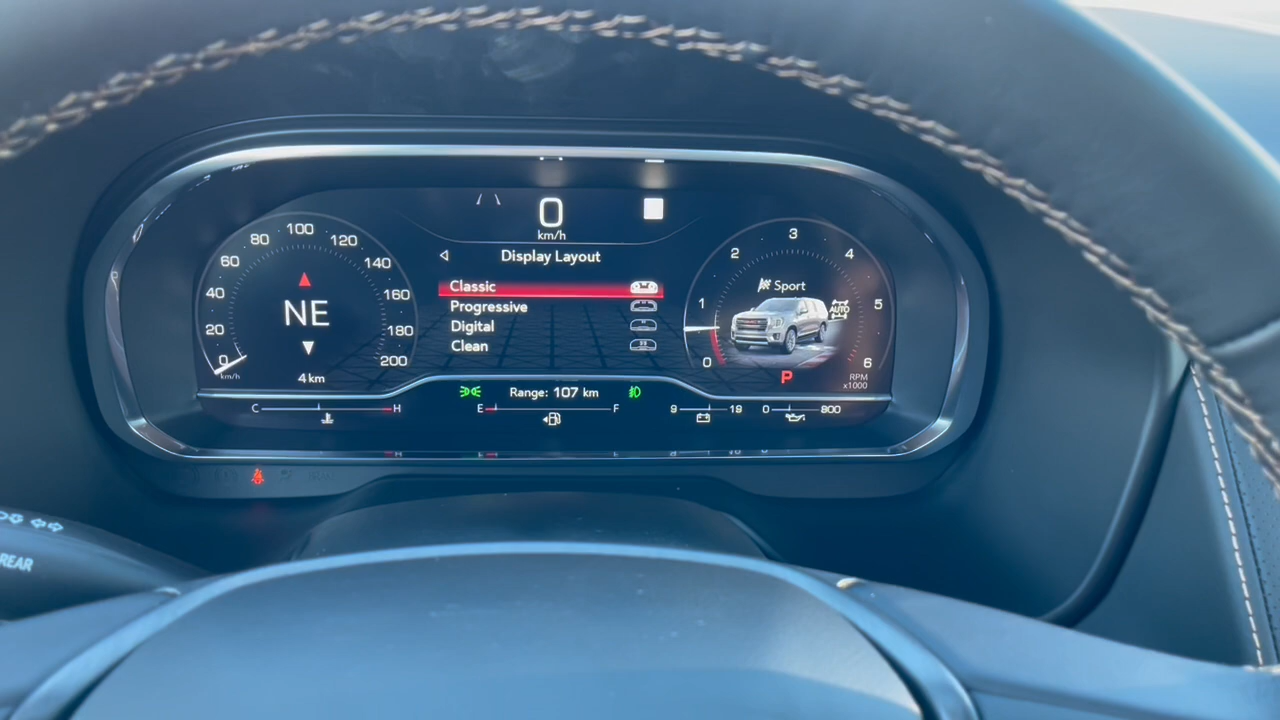 0
km/h
Display Layout
Classic
Progressive
Digital
Clean
0
20
40
60
80
100
120
140
160
180
200
km/h
NE
4 km
0
1
2
3
4
5
6
Sport
AUTO
P
RPM
x1000
Range: 107 km
C H
E F
9 19
0 800
REAR